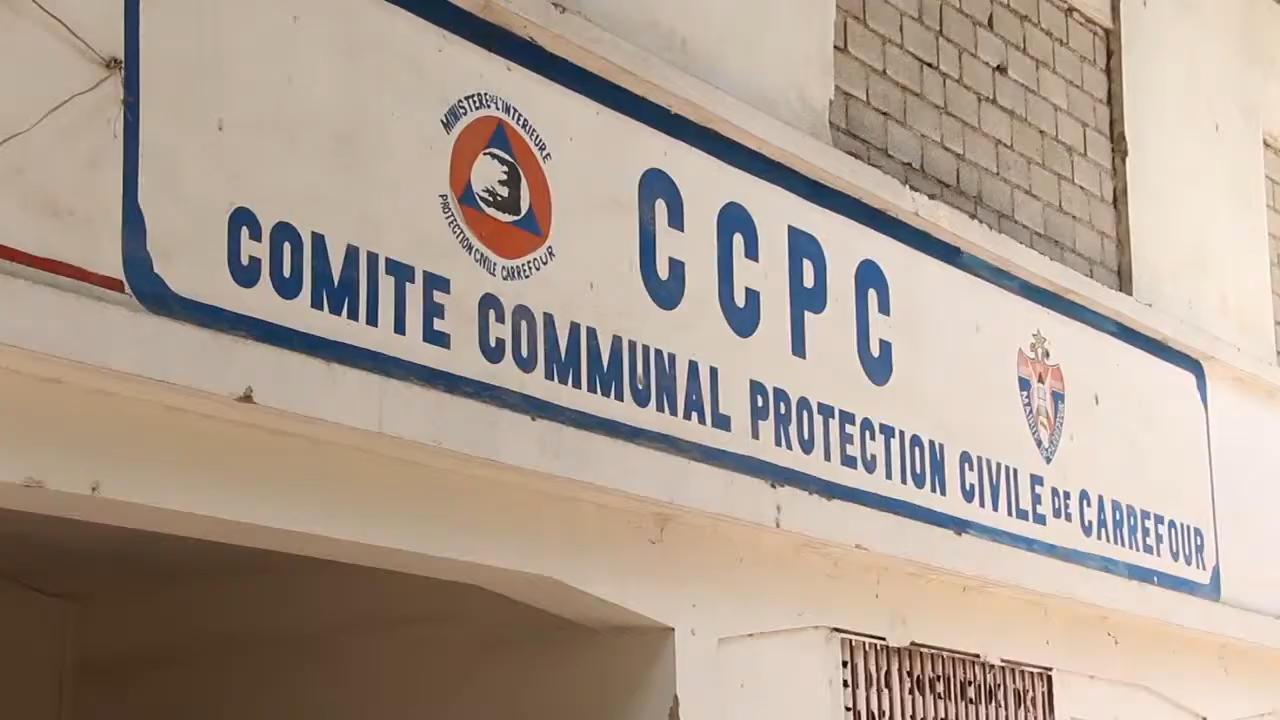 MINISTERE DE L'INTERIEURE
PROTECTION CIVILE CARREFOUR
CCPC
COMITE COMMUNAL PROTECTION CIVILE DE CARREFOUR